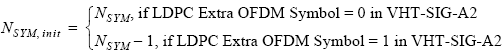 N_{SYM, init} = { N_{SYM}, if LDPC Extra OFDM Symbol = 0 in VHT-SIG-A2
N_{SYM} – 1, if LDPC Extra OFDM Symbol = 1 in VHT-SIG-A2